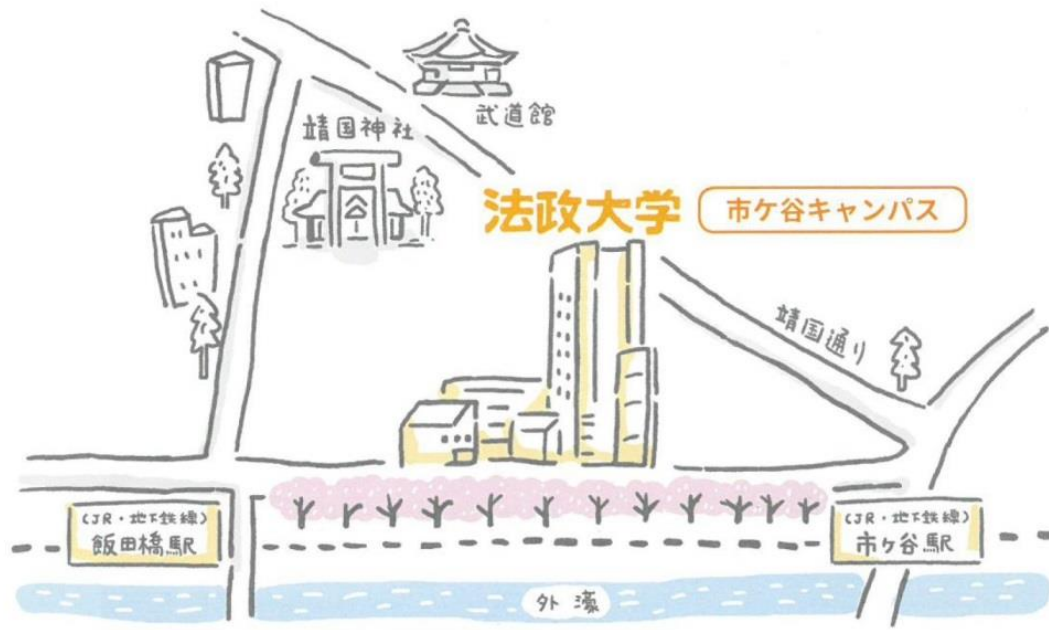 武道館
靖国神社
法政大学
市ケ谷キャンパス
靖国通り
(JR・地下鉄線)
飯田橋駅
(JR・地下鉄線)
市ヶ谷駅
外濠